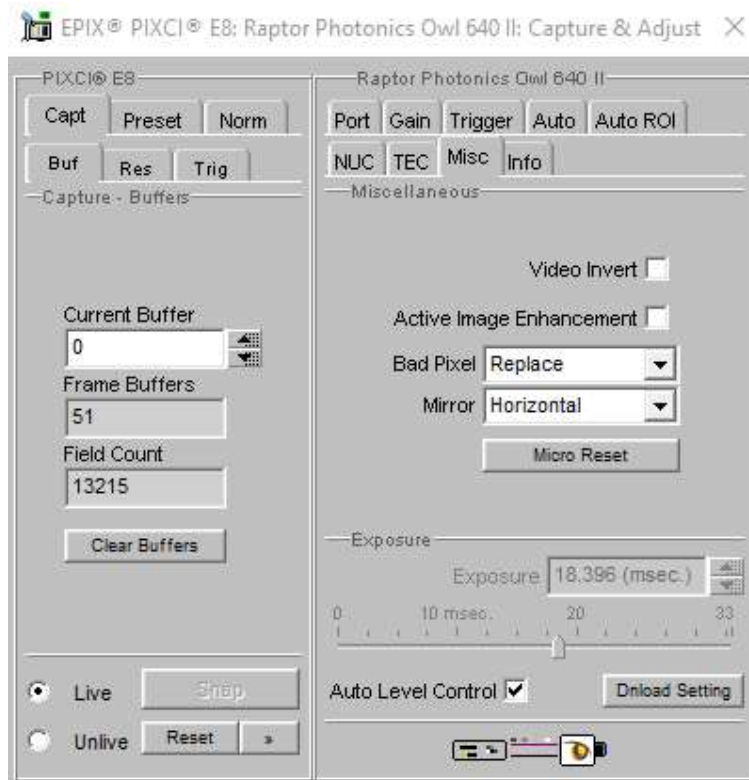 EPIX® PIXCI® E8: Raptor Photonics Owl 640 II: Capture & Adjust
PIXCI® E8
Capt Preset Norm
Buf Res Trig
Capture - Buffers
Current Buffer
0
Frame Buffers
51
Field Count
13215
Clear Buffers
Live Snap
Unlive Reset »
Raptor Photonics Owl 640 II
Port Gain Trigger Auto Auto ROI
NUC TEC Misc Info
Miscellaneous
Video Invert
Active Image Enhancement
Bad Pixel Replace
Mirror Horizontal
Micro Reset
Exposure
Exposure 18.396 (msec.)
0 10 msec. 20 33
Auto Level Control Dnload Setting